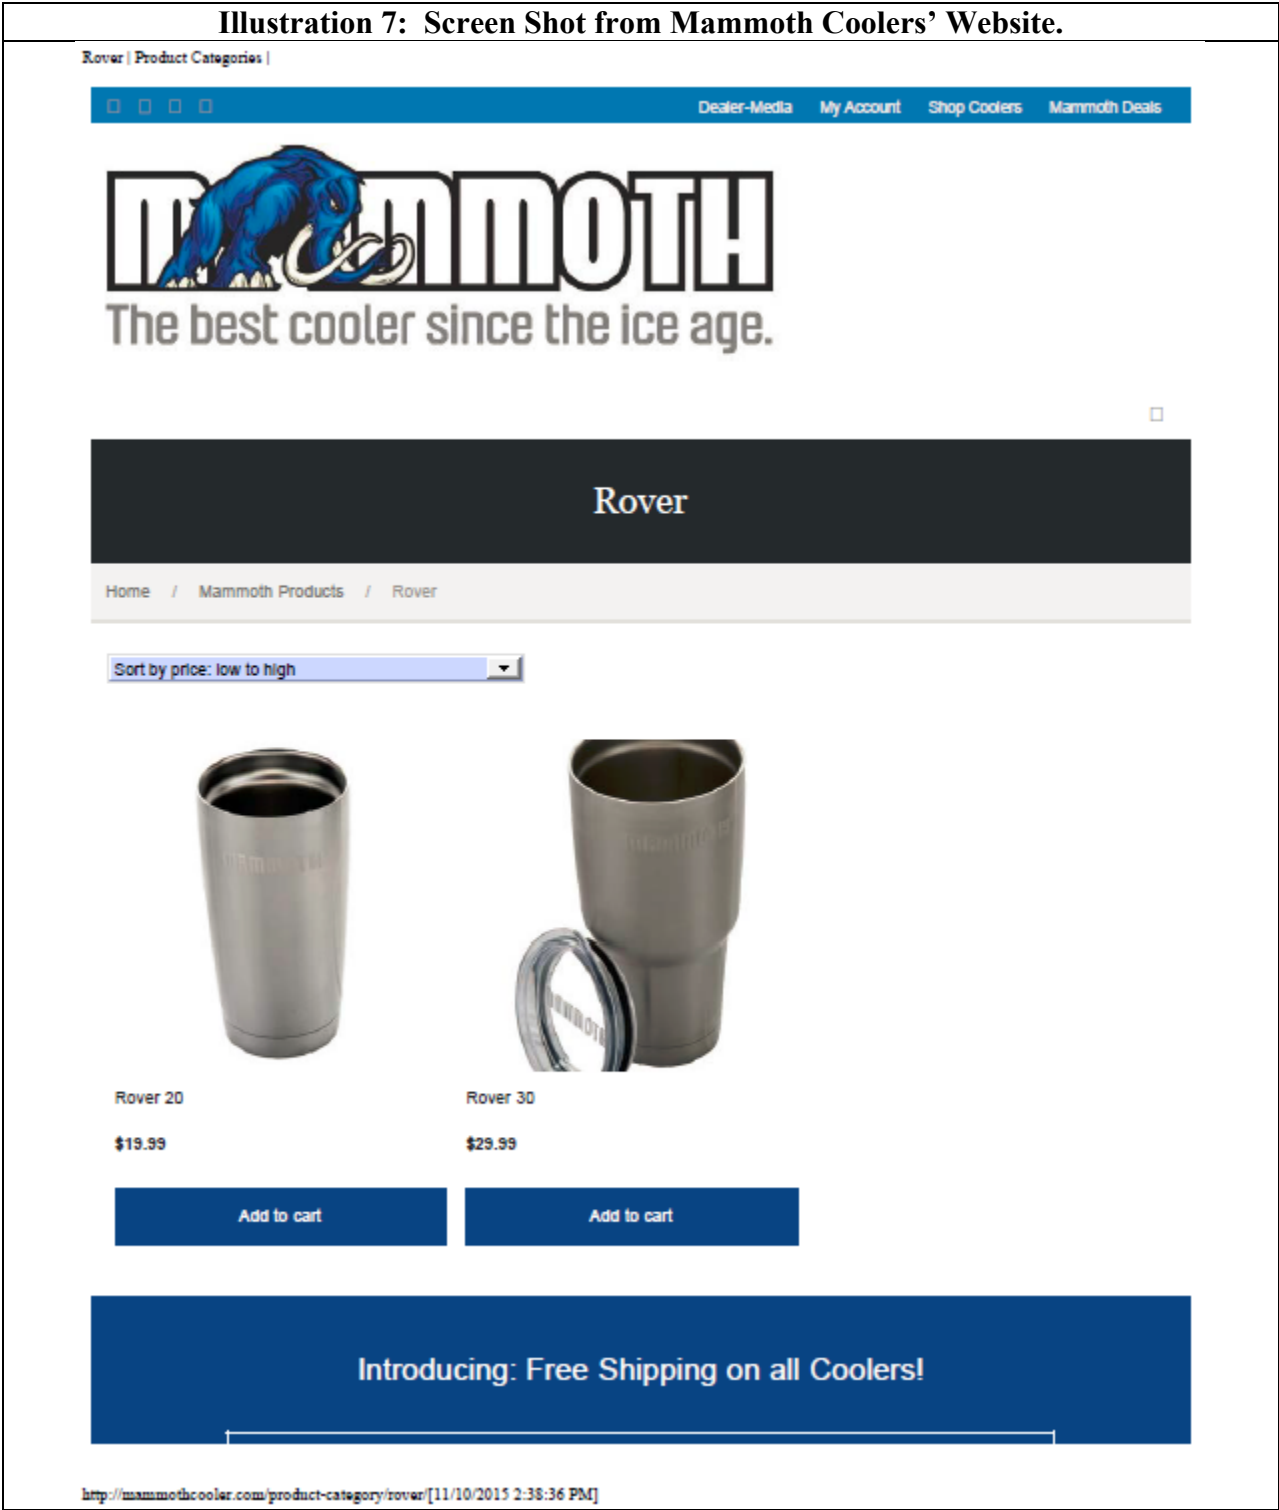 Illustration 7: Screen Shot from Mammoth Coolers’ Website.
Rover | Product Categories |
Dealer-Media My Account Shop Coolers Mammoth Deals
MAMMOTH
The best cooler since the ice age.
Rover
Home / Mammoth Products / Rover
Sort by price: low to high
MAMMOTH
MAMMOTH
MAMMOTH
Rover 20 Rover 30
$19.99 $29.99
Add to cart Add to cart
Introducing: Free Shipping on all Coolers!
http://mammothcooler.com/product-category/rover/[11/10/2015 2:38:36 PM]